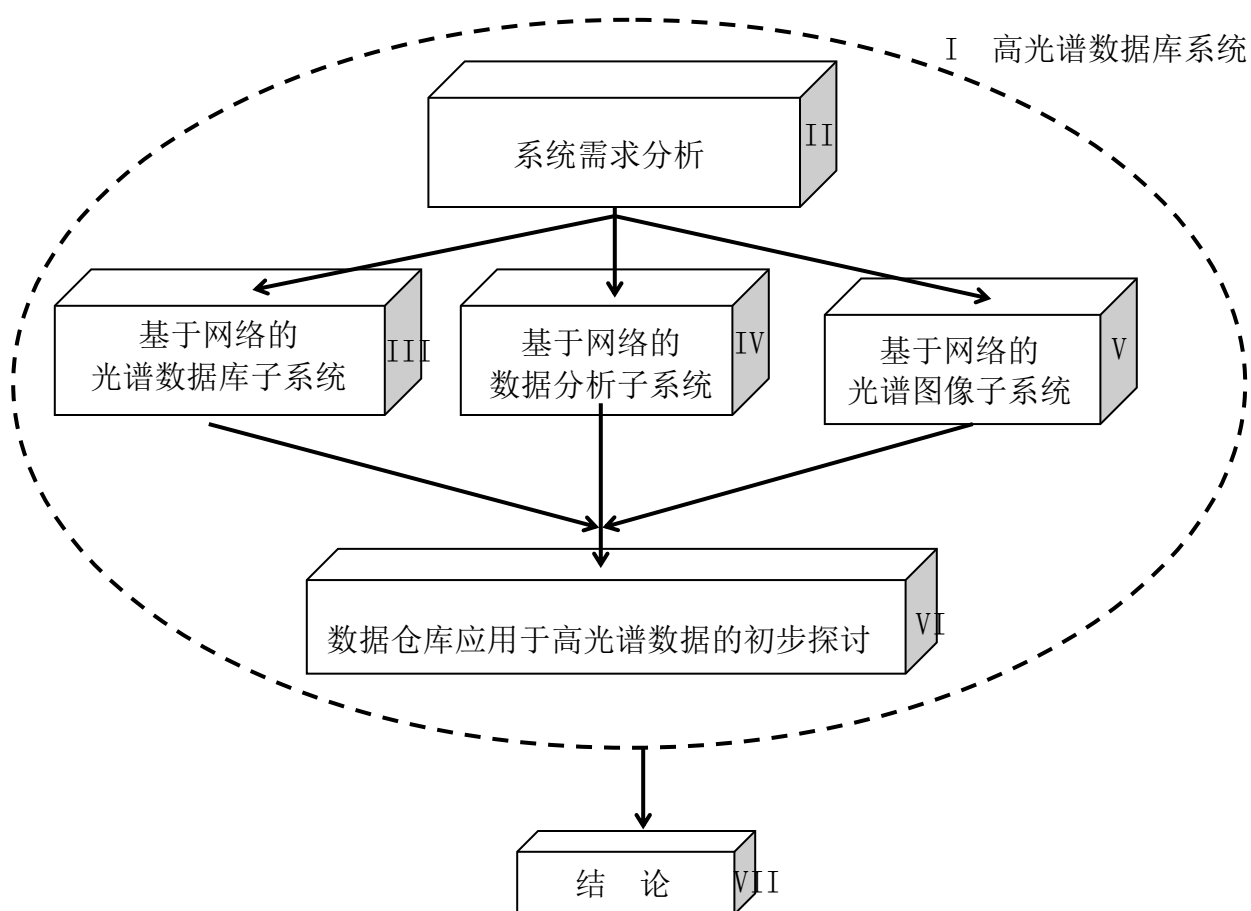 I 高光谱数据库系统
系统需求分析
II
基于网络的
光谱数据库子系统
III
基于网络的
数据分析子系统
IV
基于网络的
光谱图像子系统
V
数据仓库应用于高光谱数据的初步探讨
VI
结 论
VII